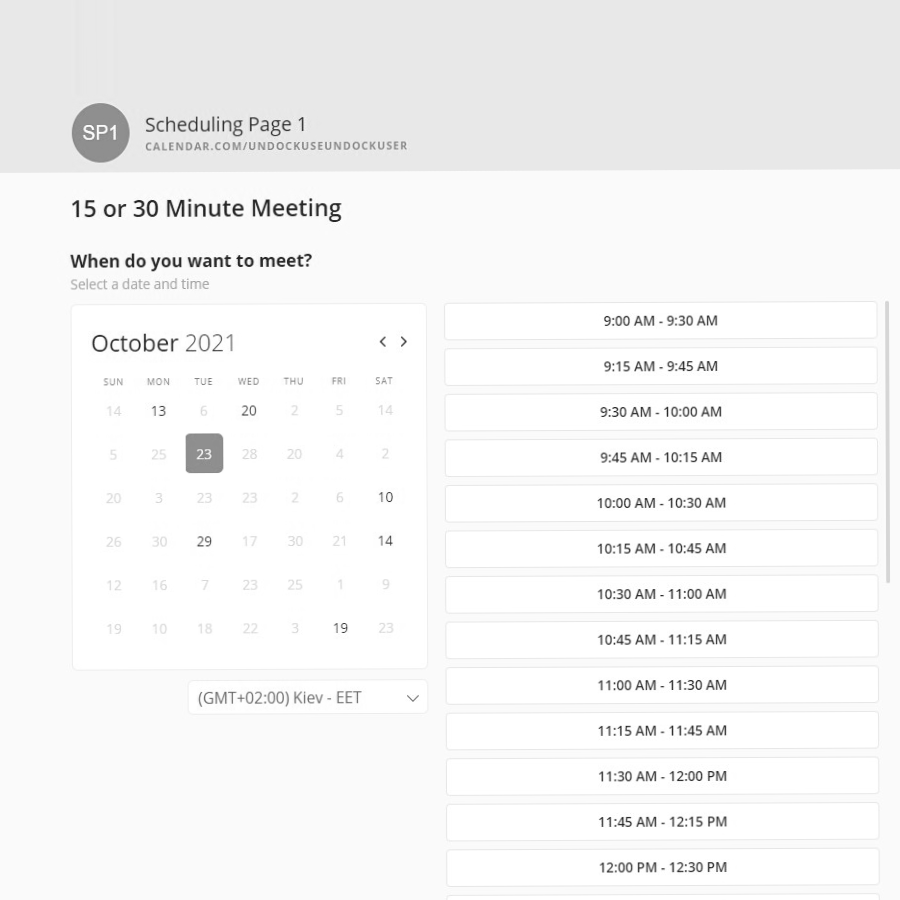 SP1
Scheduling Page 1
CALENDAR.COM/UNDOCKUSEUNDOCKUSER
15 or 30 Minute Meeting
When do you want to meet?
Select a date and time
October 2021
SUN MON TUE WED THU FRI SAT
14 13 6 20 2 5 14
5 25 23 28 20 4 2
20 3 23 23 2 6 10
26 30 29 17 30 21 14
12 16 7 23 25 1 9
19 10 18 22 3 19 23
(GMT+02:00) Kiev - EET
9:00 AM - 9:30 AM
9:15 AM - 9:45 AM
9:30 AM - 10:00 AM
9:45 AM - 10:15 AM
10:00 AM - 10:30 AM
10:15 AM - 10:45 AM
10:30 AM - 11:00 AM
10:45 AM - 11:15 AM
11:00 AM - 11:30 AM
11:15 AM - 11:45 AM
11:30 AM - 12:00 PM
11:45 AM - 12:15 PM
12:00 PM - 12:30 PM